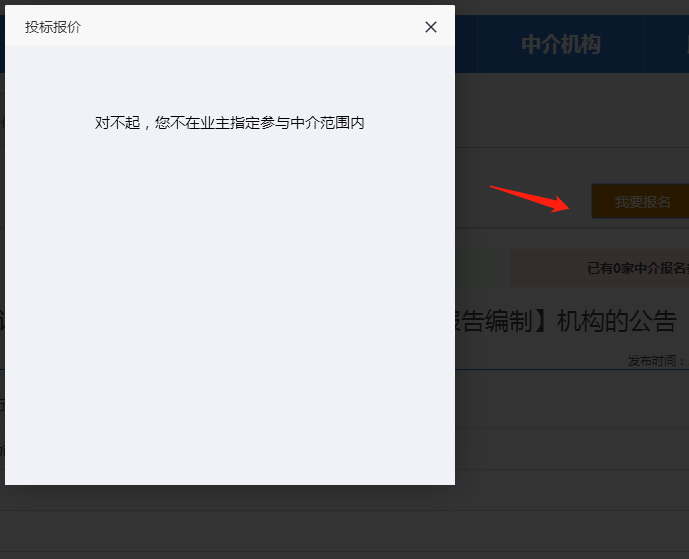 投标报价
中介机构
对不起，您不在业主指定参与中介范围内
我要报名
已有0家中介报名
报告编制】机构的公告
发布时间：